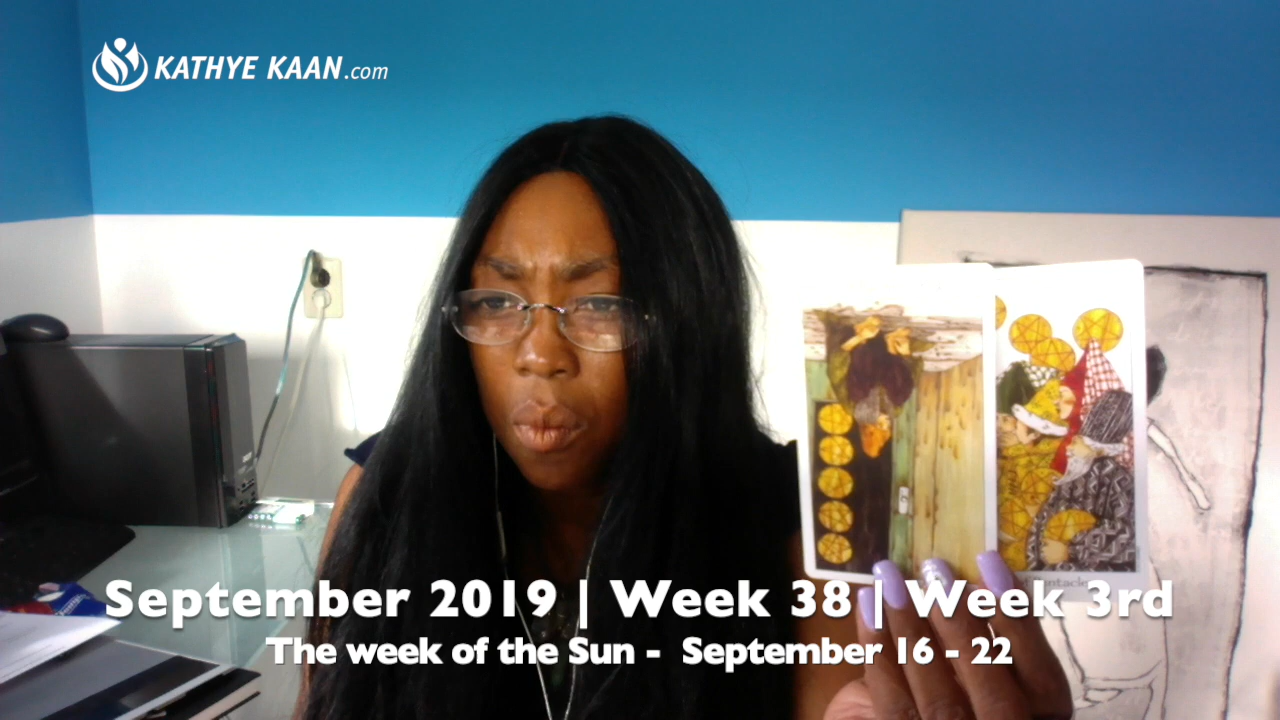 KATHYE KAAN.com
September 2019 | Week 38 | Week 3rd
The week of the Sun - September 16 - 22